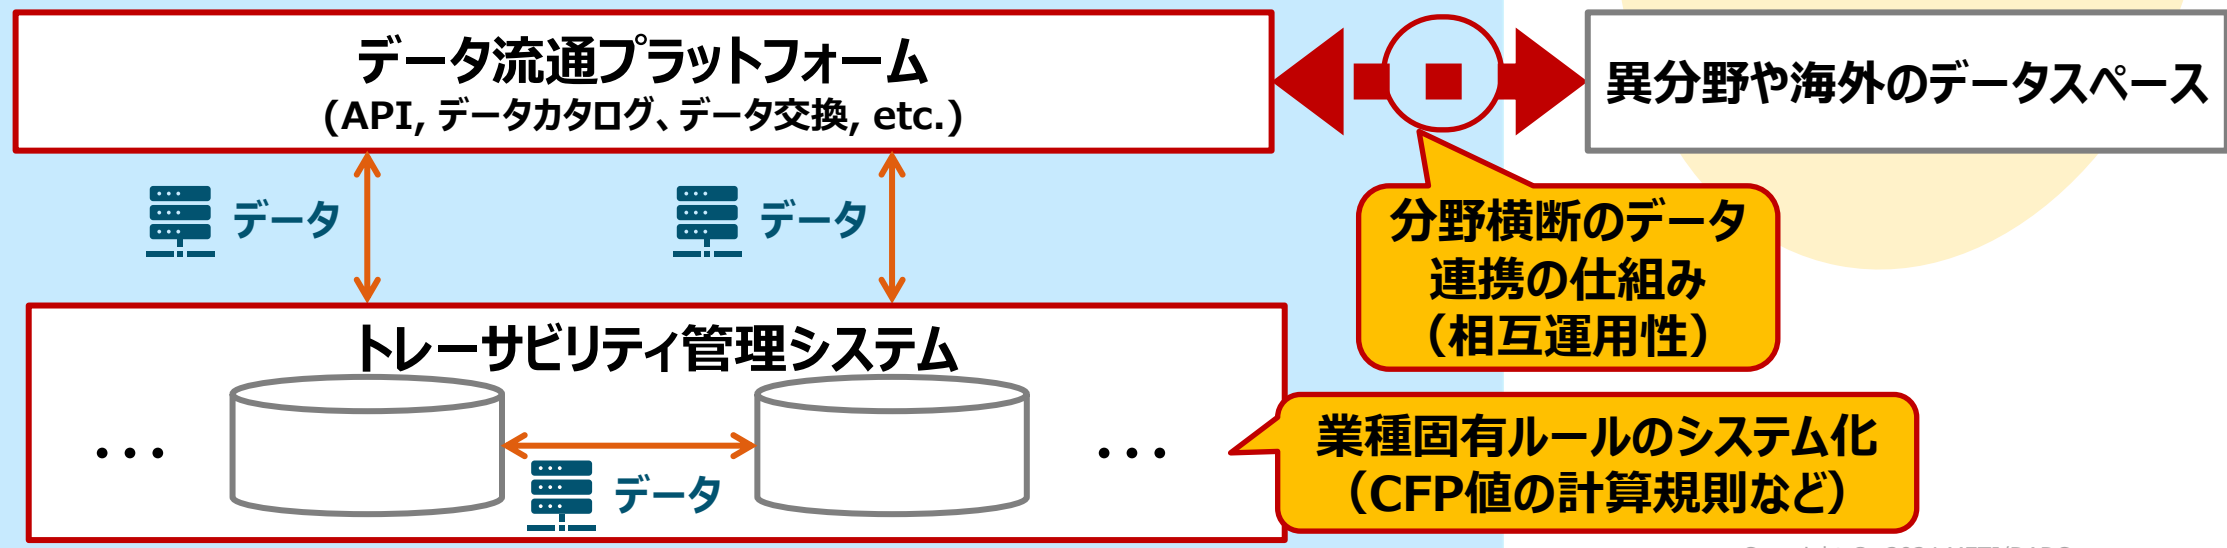 データ流通プラットフォーム
(API, データカタログ、データ交換, etc.)
異分野や海外のデータスペース
データ
データ
分野横断のデータ
連携の仕組み
（相互運用性）
トレーサビリティ管理システム
・・・
・・・
データ
業種固有ルールのシステム化
（CFP値の計算規則など）